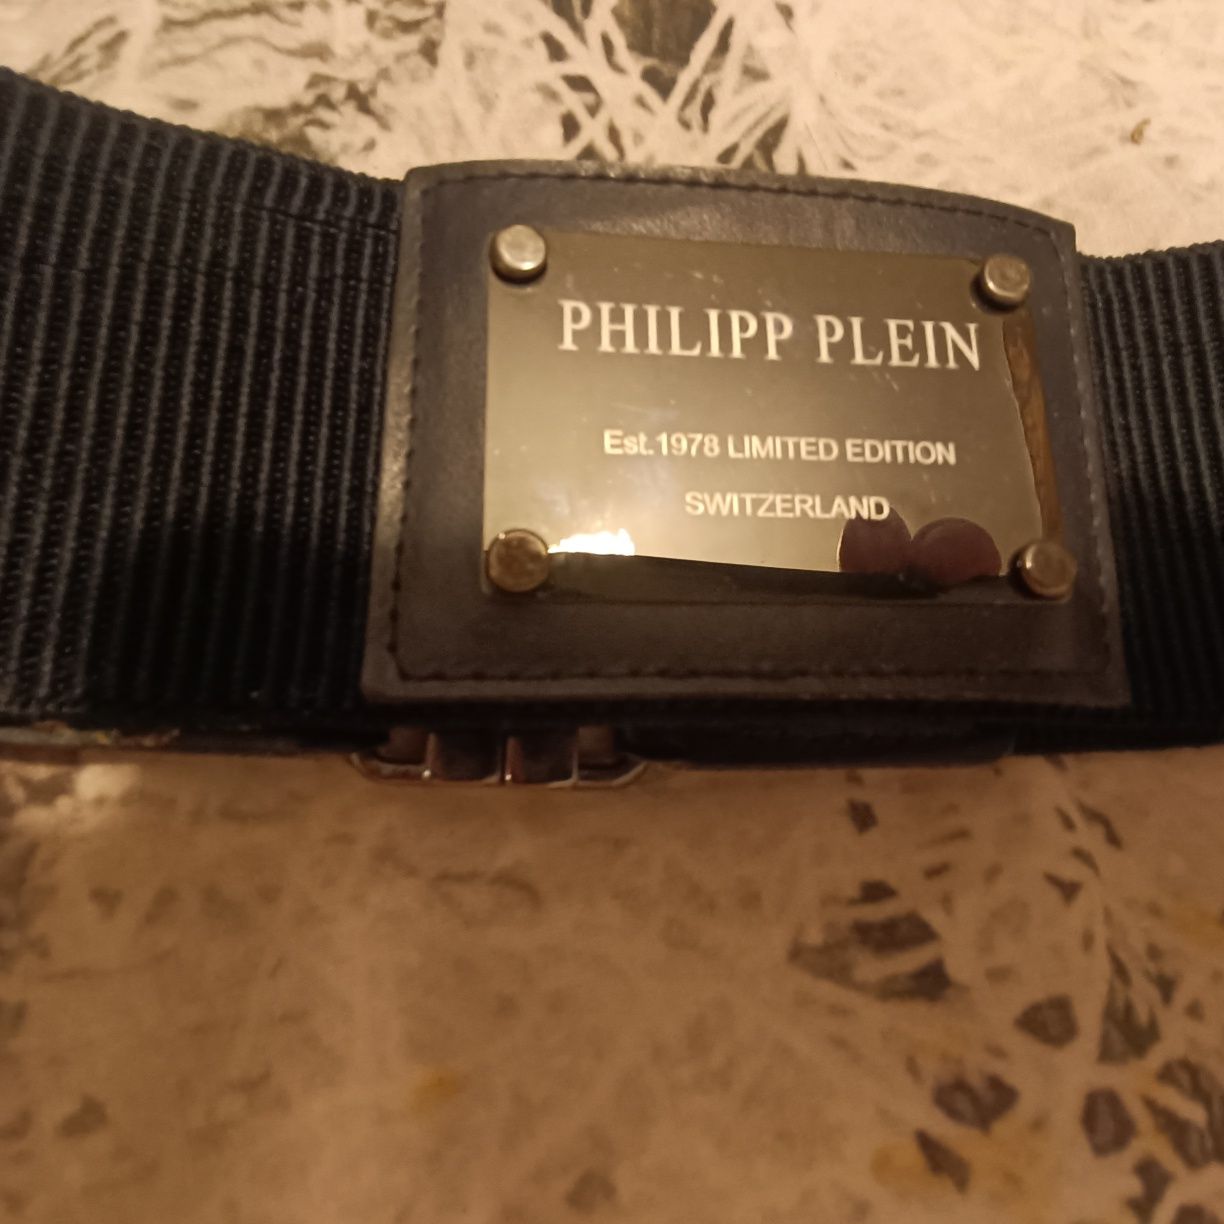 PHILIPP PLEIN
Est.1978 LIMITED EDITION
SWITZERLAND